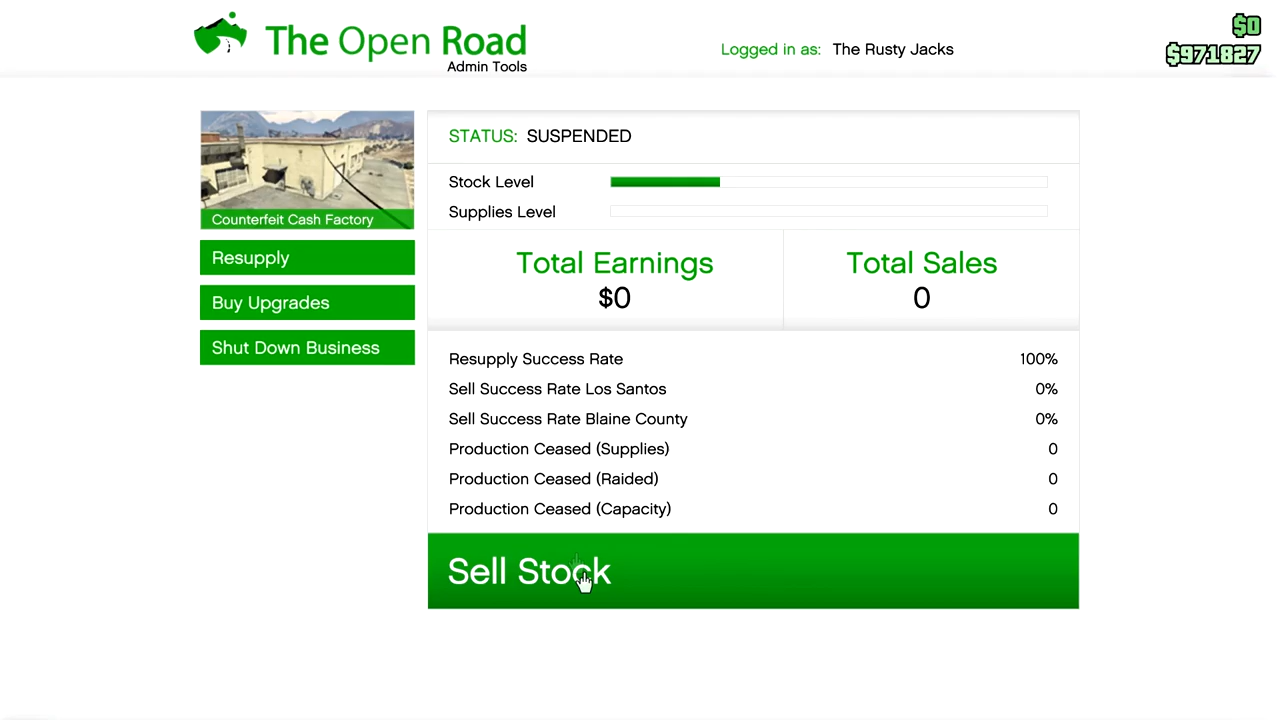 The Open Road
Admin Tools
Logged in as: The Rusty Jacks
$0
$971827
Counterfeit Cash Factory
Resupply
Buy Upgrades
Shut Down Business
STATUS: SUSPENDED
Stock Level
Supplies Level
Total Earnings
$0
Total Sales
0
Resupply Success Rate 100%
Sell Success Rate Los Santos 0%
Sell Success Rate Blaine County 0%
Production Ceased (Supplies) 0
Production Ceased (Raided) 0
Production Ceased (Capacity) 0
Sell Stock